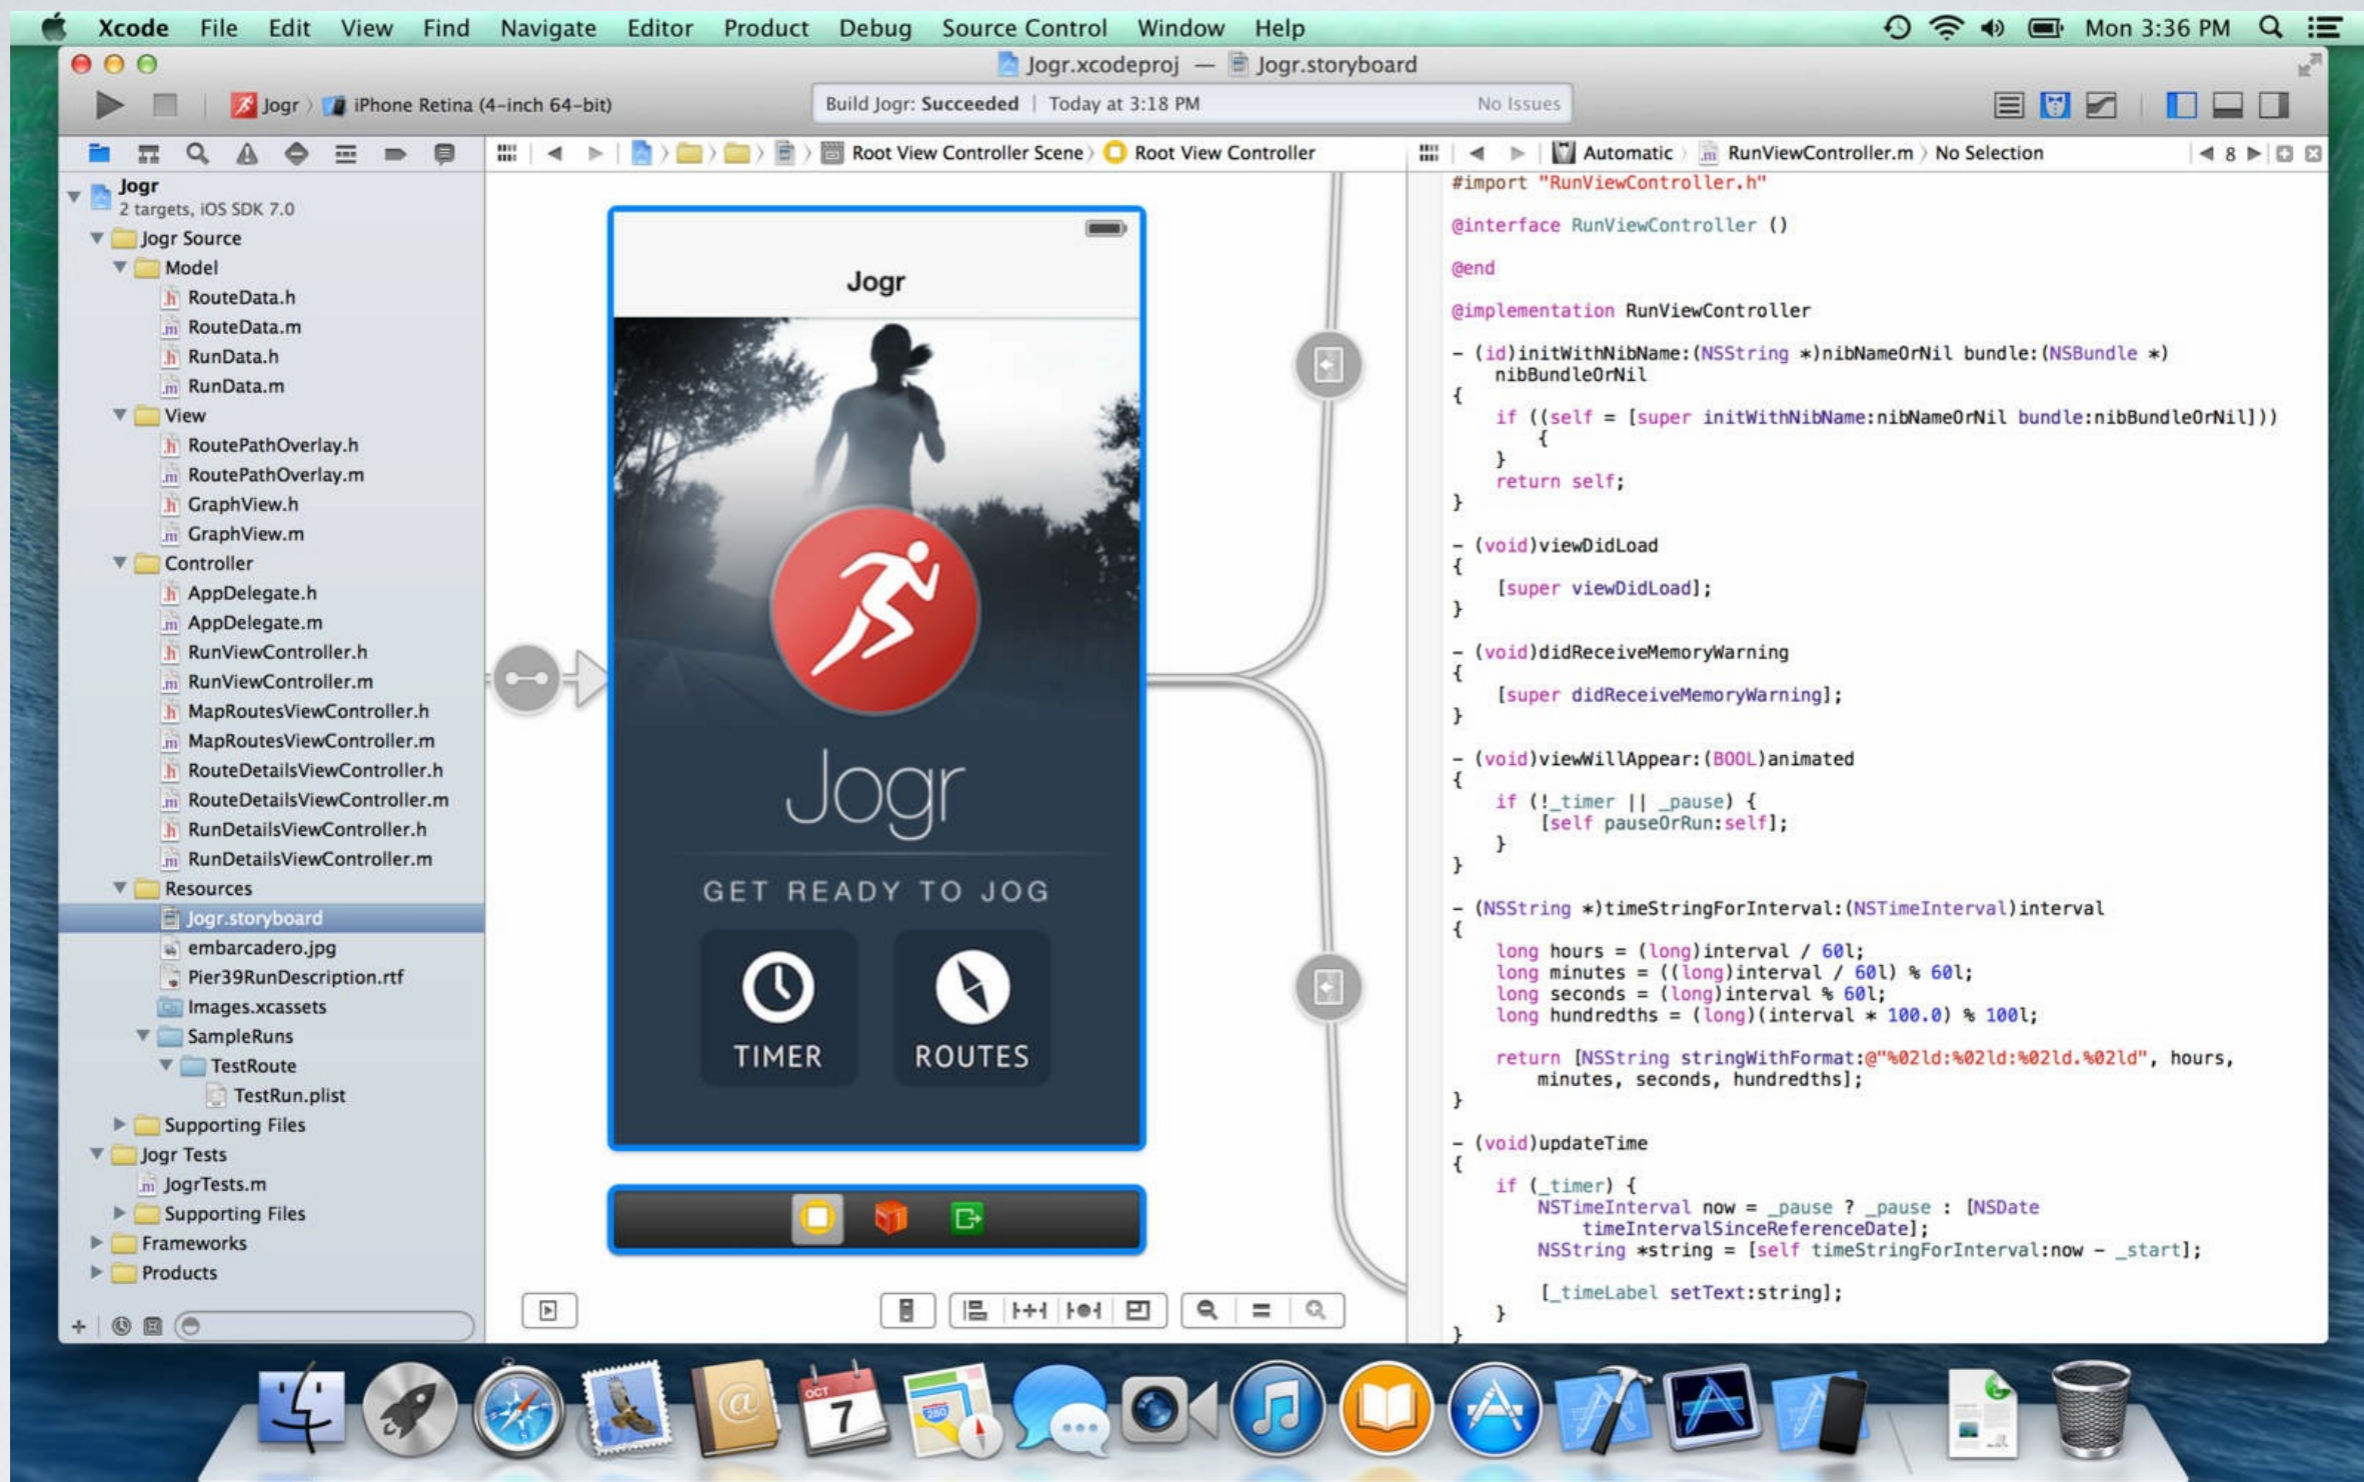 Xcode File Edit View Find Navigate Editor Product Debug Source Control Window Help Mon 3:36 PM
Jogr.xcodeproj — Jogr.storyboard
Jogr iPhone Retina (4-inch 64-bit)
Build Jogr: Succeeded | Today at 3:18 PM No Issues
Root View Controller Scene Root View Controller
Automatic RunViewController.m No Selection 8
Jogr
2 targets, iOS SDK 7.0
Jogr Source
Model
RouteData.h
RouteData.m
RunData.h
RunData.m
View
RoutePathOverlay.h
RoutePathOverlay.m
GraphView.h
GraphView.m
Controller
AppDelegate.h
AppDelegate.m
RunViewController.h
RunViewController.m
MapRoutesViewController.h
MapRoutesViewController.m
RouteDetailsViewController.h
RouteDetailsViewController.m
RunDetailsViewController.h
RunDetailsViewController.m
Resources
Jogr.storyboard
embarcadero.jpg
Pier39RunDescription.rtf
Images.xcassets
SampleRuns
TestRoute
TestRun.plist
Supporting Files
Jogr Tests
JogrTests.m
Supporting Files
Frameworks
Products
Jogr
Jogr
GET READY TO JOG
TIMER ROUTES
#import "RunViewController.h"
@interface RunViewController ()
@end
@implementation RunViewController
- (id)initWithNibName:(NSString *)nibNameOrNil bundle:(NSBundle *)
nibBundleOrNil
{
if ((self = [super initWithNibName:nibNameOrNil bundle:nibBundleOrNil]))
{
}
return self;
}
- (void)viewDidLoad
{
[super viewDidLoad];
}
- (void)didReceiveMemoryWarning
{
[super didReceiveMemoryWarning];
}
- (void)viewWillAppear:(BOOL)animated
{
if (!_timer || _pause) {
[self pauseOrRun:self];
}
}
- (NSString *)timeStringForInterval:(NSTimeInterval)interval
{
long hours = (long)interval / 60l;
long minutes = ((long)interval / 60l) % 60l;
long seconds = (long)interval % 60l;
long hundredths = (long)(interval * 100.0) % 100l;
return [NSString stringWithFormat:@"%02ld:%02ld:%02ld.%02ld", hours,
minutes, seconds, hundredths];
}
- (void)updateTime
{
if (_timer) {
NSTimeInterval now = _pause ? _pause : [NSDate
timeIntervalSinceReferenceDate];
NSString *string = [self timeStringForInterval:now - _start];
[_timeLabel setText:string];
}
}
OCT
7
280